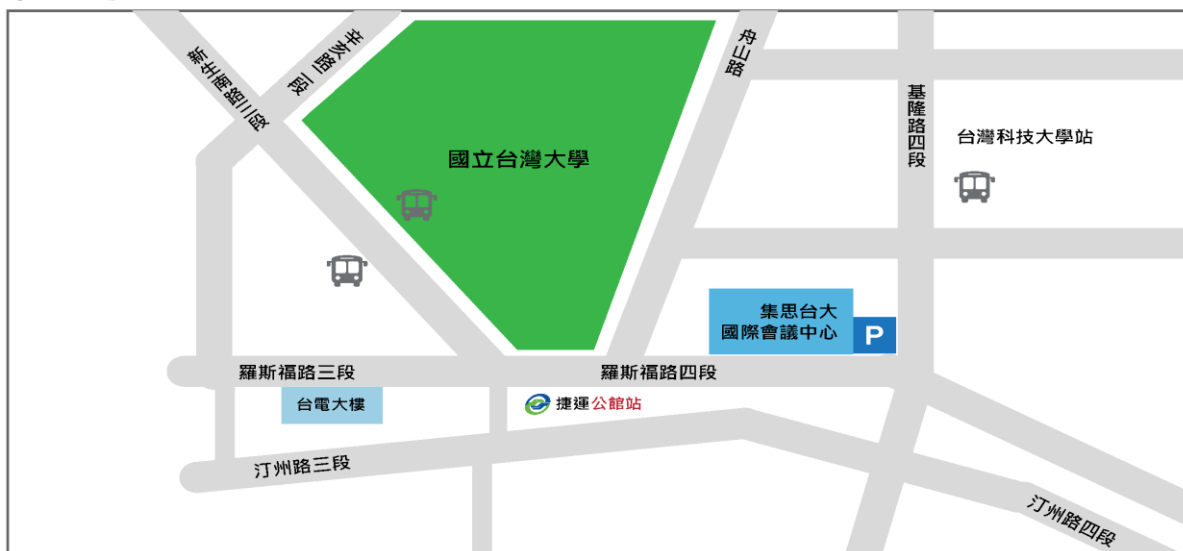 辛亥路一段
新生南路三段
舟山路
基隆路四段
台灣科技大學站
國立台灣大學
集思台大
國際會議中心
P
羅斯福路三段
羅斯福路四段
台電大樓
捷運公館站
汀州路三段
汀州路四段